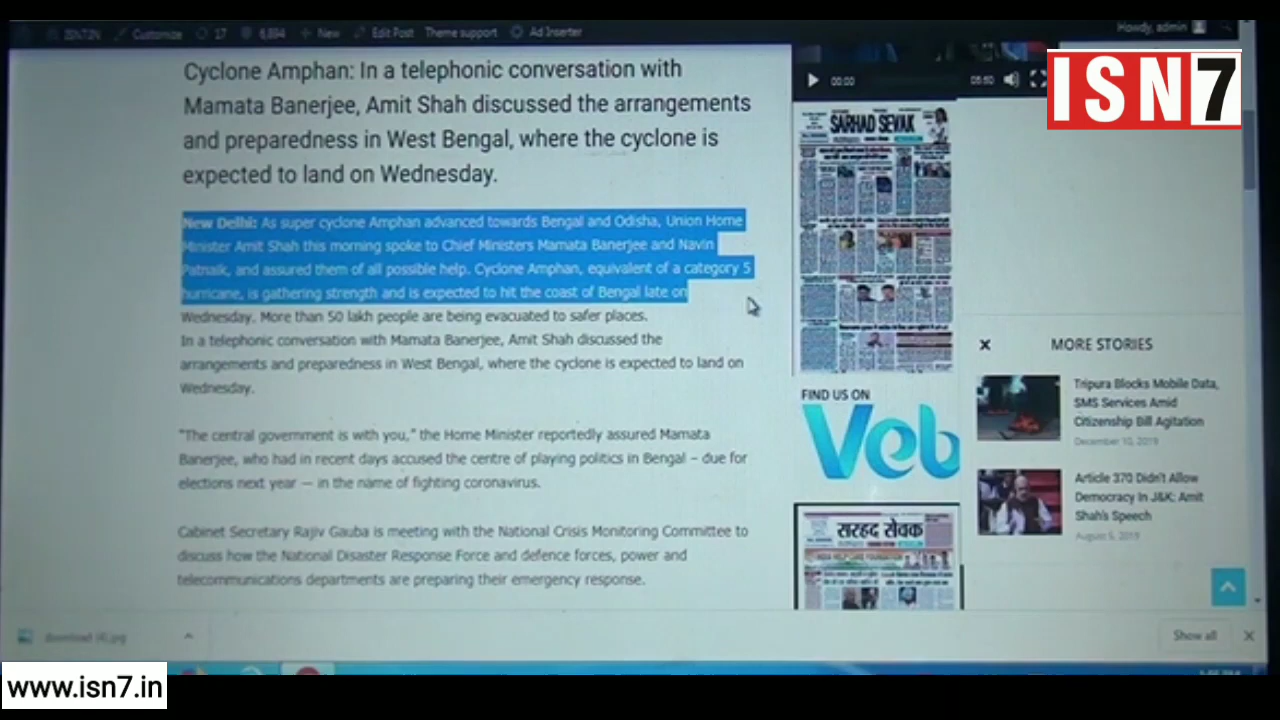 ISN7.IN Customize 17 6,894 New Edit Post Theme support Ad Inserter Howdy, admin
ISN7
Cyclone Amphan: In a telephonic conversation with
Mamata Banerjee, Amit Shah discussed the arrangements
and preparedness in West Bengal, where the cyclone is
expected to land on Wednesday.
New Delhi: As super cyclone Amphan advanced towards Bengal and Odisha, Union Home
Minister Amit Shah this morning spoke to Chief Ministers Mamata Banerjee and Navin
Patnaik, and assured them of all possible help. Cyclone Amphan, equivalent of a category 5
hurricane, is gathering strength and is expected to hit the coast of Bengal late on
Wednesday. More than 50 lakh people are being evacuated to safer places.
In a telephonic conversation with Mamata Banerjee, Amit Shah discussed the
arrangements and preparedness in West Bengal, where the cyclone is expected to land on
Wednesday.
"The central government is with you," the Home Minister reportedly assured Mamata
Banerjee, who had in recent days accused the centre of playing politics in Bengal – due for
elections next year — in the name of fighting coronavirus.
Cabinet Secretary Rajiv Gauba is meeting with the National Crisis Monitoring Committee to
discuss how the National Disaster Response Force and defence forces, power and
telecommunications departments are preparing their emergency response.
00:00
SARHAD SEVAK
FIND US ON
Veb
सरहद सेवक
MORE STORIES
Tripura Blocks Mobile Data,
SMS Services Amid
Citizenship Bill Agitation
December 10, 2019
Article 370 Didn't Allow
Democracy In J&K: Amit
Shah's Speech
August 5, 2019
download (4).jpg
Show all
www.isn7.in